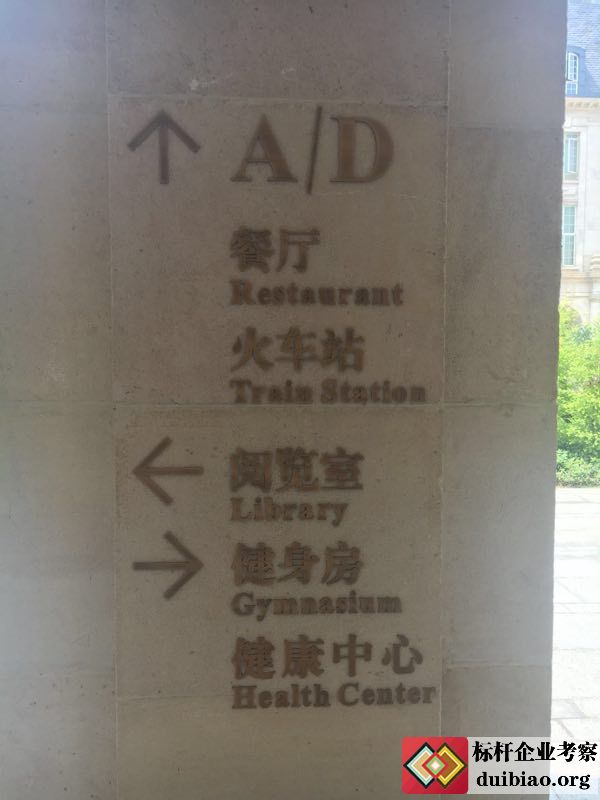 ↑ A/D
餐厅
Restaurant
火车站
Train Station
← 阅览室
Library
→ 健身房
Gymnasium
健康中心
Health Center
标杆企业考察
duibiao.org